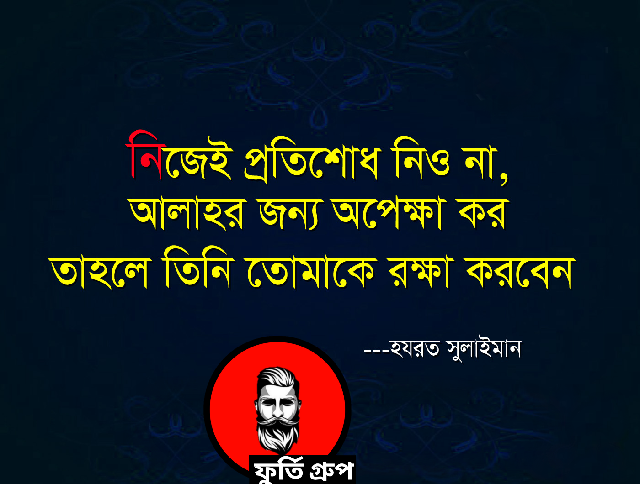 নিজেই প্রতিশোধ নিও না,
আলাহর জন্য অপেক্ষা কর
তাহলে তিনি তোমাকে রক্ষা করবেন
---হযরত সুলাইমান
ফুর্তি গ্রুপ